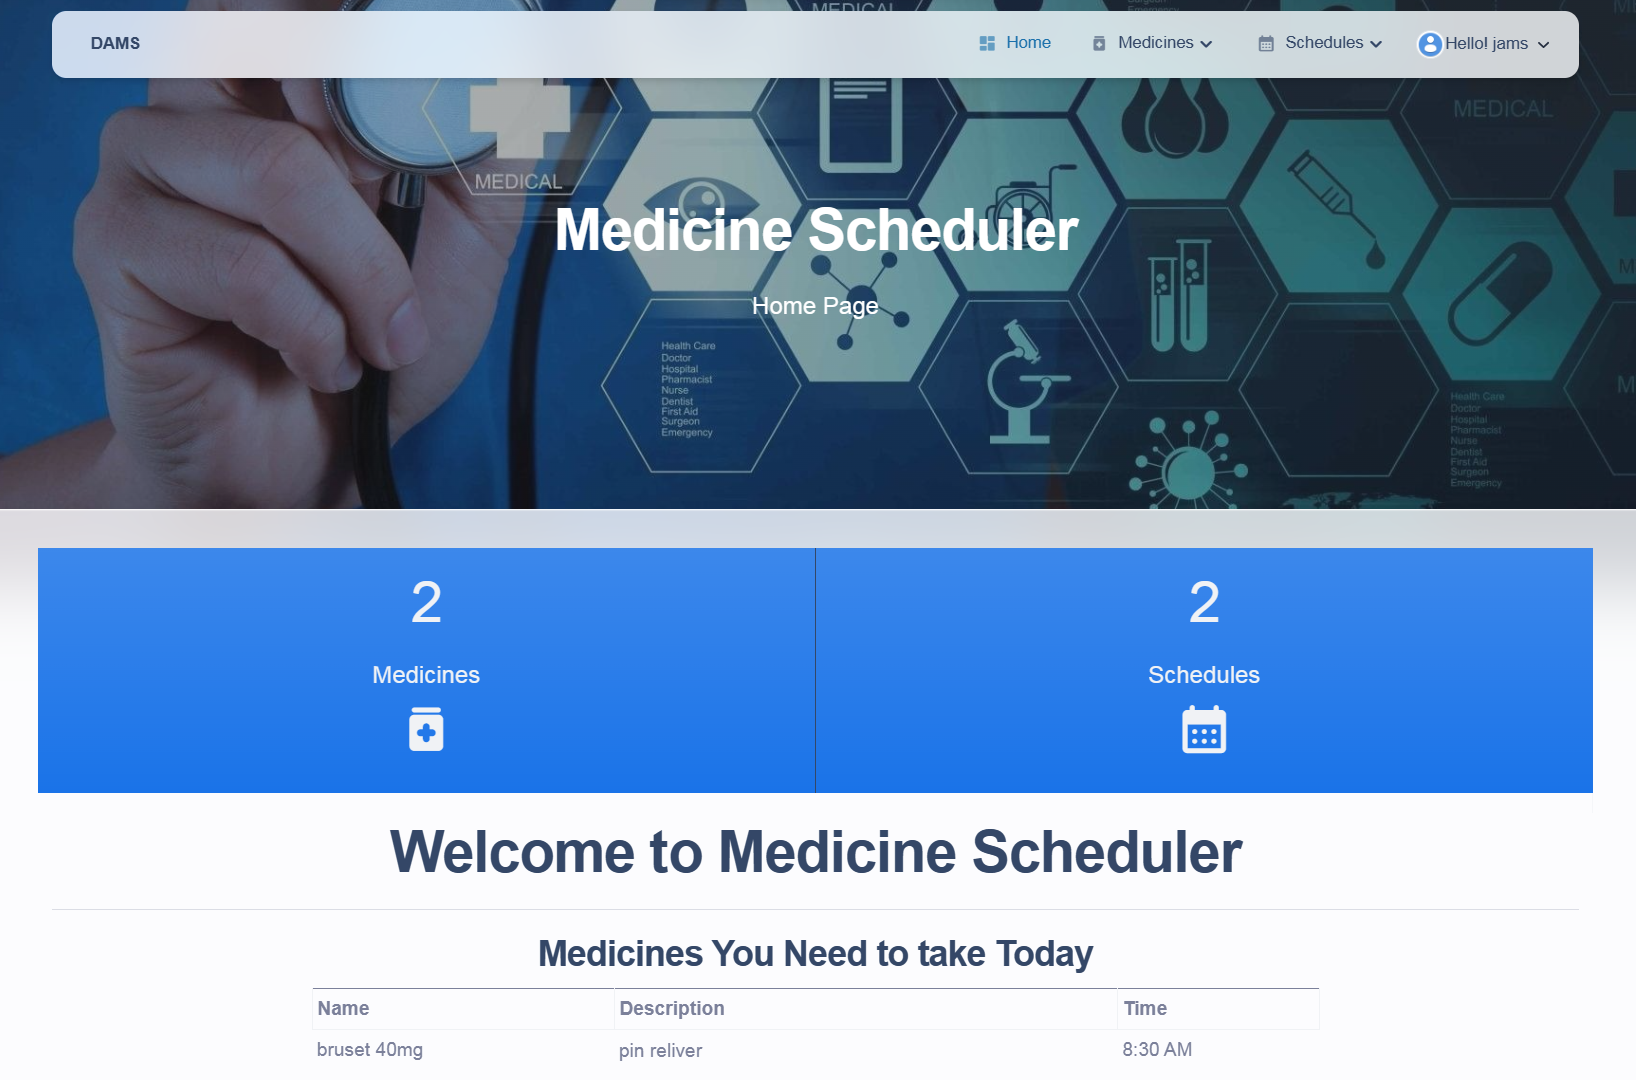 DAMS
Home
Medicines
Schedules
Hello! jams
MEDICAL
MEDICAL
MEDICAL
Medicine Scheduler
Home Page
Health Care
Doctor
Hospital
Pharmacist
Nurse
Dentist
First Aid
Surgeon
Emergency
Health Care
Doctor
Hospital
Pharmacist
Nurse
Dentist
First Aid
Surgeon
Emergency
2
Medicines
2
Schedules
Welcome to Medicine Scheduler
Medicines You Need to take Today
Name Description Time
bruset 40mg pin reliver 8:30 AM